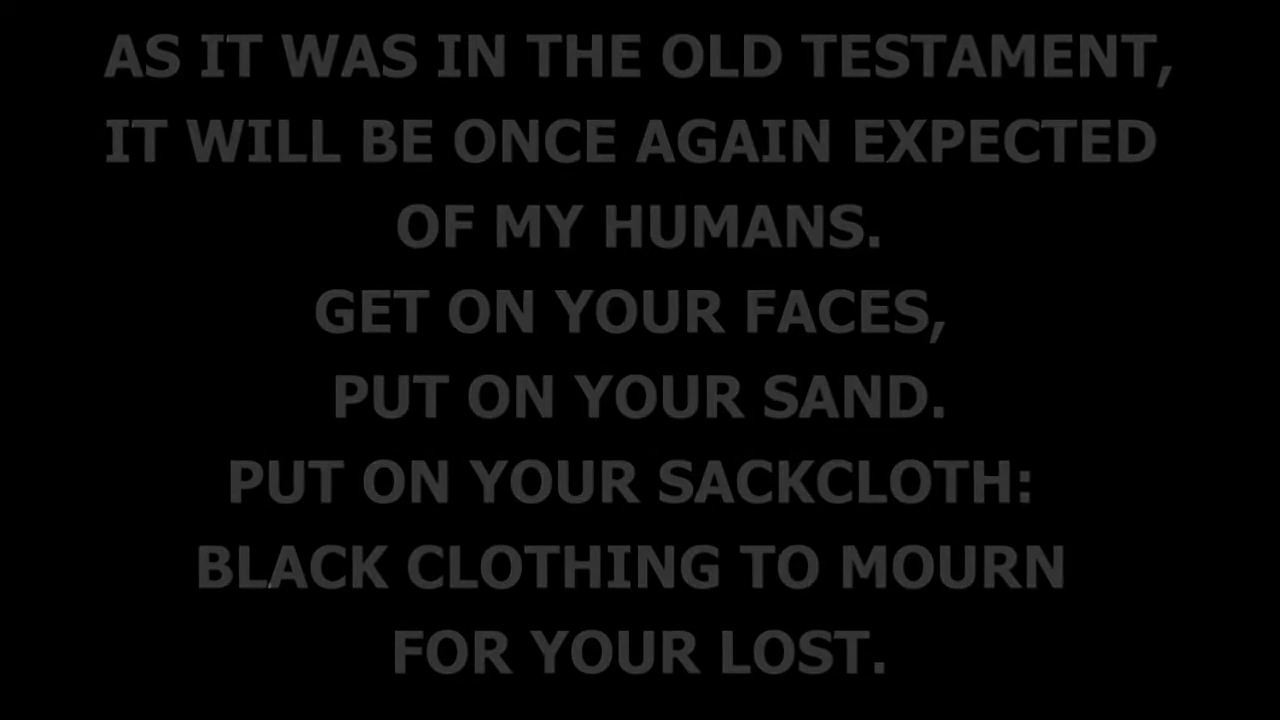 AS IT WAS IN THE OLD TESTAMENT,
IT WILL BE ONCE AGAIN EXPECTED
OF MY HUMANS.
GET ON YOUR FACES,
PUT ON YOUR SAND.
PUT ON YOUR SACKCLOTH:
BLACK CLOTHING TO MOURN
FOR YOUR LOST.